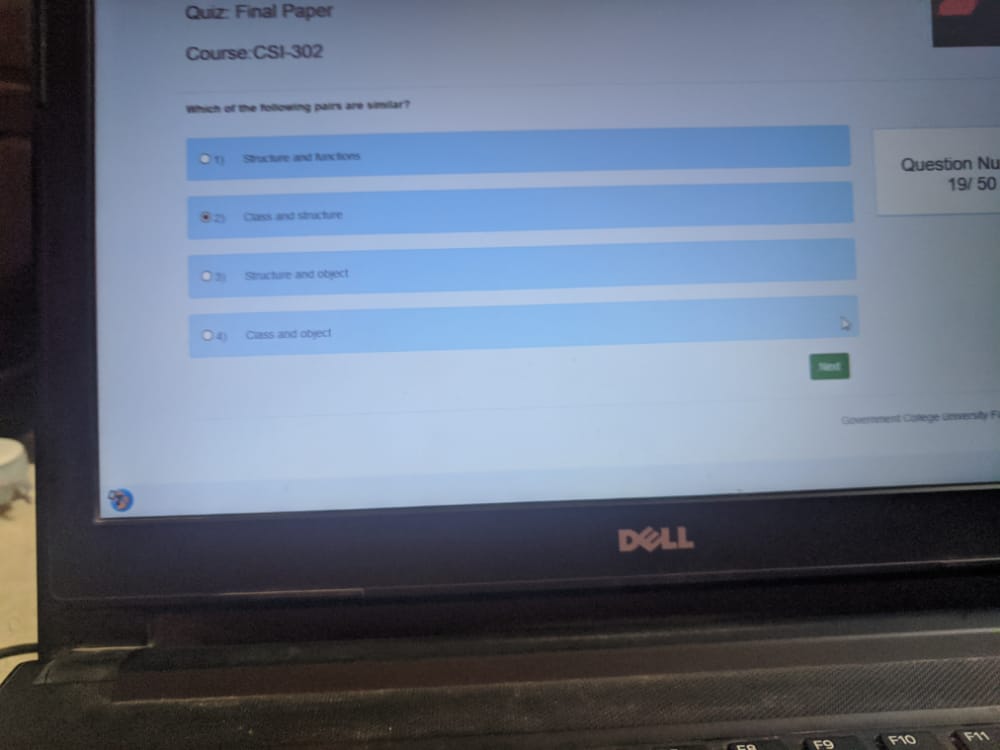 Quiz: Final Paper
Course:CSI-302
Which of the following pairs are similar?
1) Structure and functions
2) Class and structure
3) Structure and object
4) Class and object
Question Nu
19/ 50
Next
Government College University F
DELL
F8 F9 F10 F11